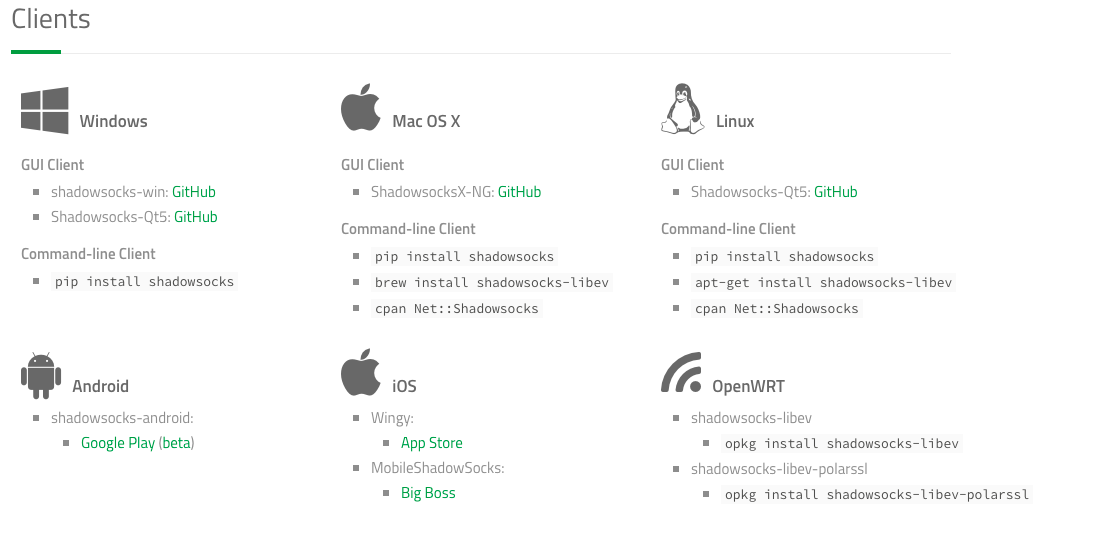 Clients
Windows
GUI Client
shadowsocks-win: GitHub
Shadowsocks-Qt5: GitHub
Command-line Client
pip install shadowsocks
Mac OS X
GUI Client
ShadowsocksX-NG: GitHub
Command-line Client
pip install shadowsocks
brew install shadowsocks-libev
cpan Net::Shadowsocks
Linux
GUI Client
Shadowsocks-Qt5: GitHub
Command-line Client
pip install shadowsocks
apt-get install shadowsocks-libev
cpan Net::Shadowsocks
Android
shadowsocks-android:
Google Play (beta)
iOS
Wingy:
App Store
MobileShadowSocks:
Big Boss
OpenWRT
shadowsocks-libev
opkg install shadowsocks-libev
shadowsocks-libev-polarssl
opkg install shadowsocks-libev-polarssl